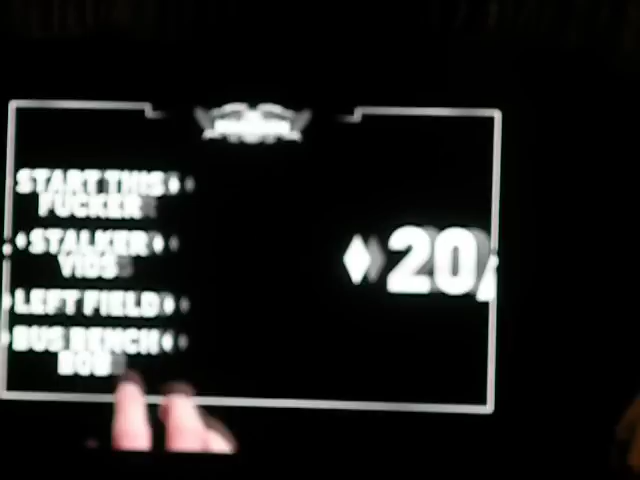 START THIS
FUCKER
STALKER
VIDS
LEFT FIELD
BUS BENCH
BOB
20/